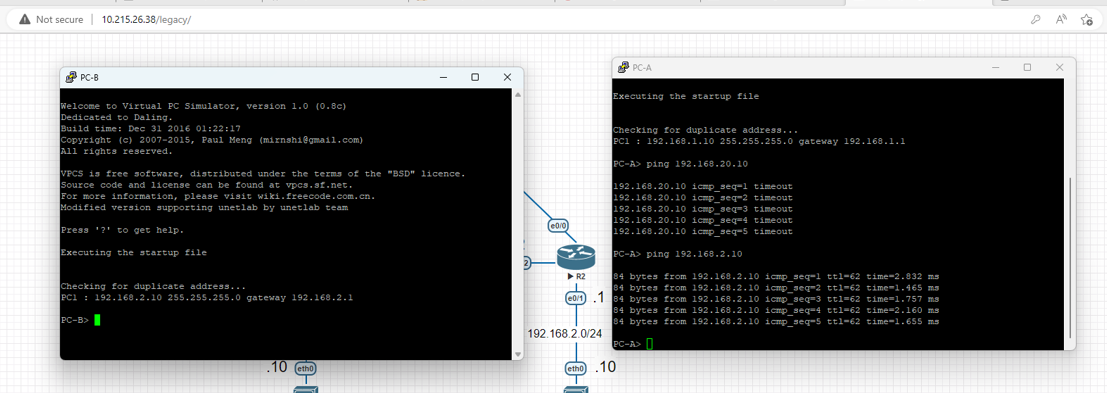 Not secure | 10.215.26.38/legacy/
PC-B
Welcome to Virtual PC Simulator, version 1.0 (0.8c)
Dedicated to Daling.
Build time: Dec 31 2016 01:22:17
Copyright (c) 2007-2015, Paul Meng (mirnshi@gmail.com)
All rights reserved.
VPCS is free software, distributed under the terms of the "BSD" licence.
Source code and license can be found at vpcs.sf.net.
For more information, please visit wiki.freecode.com.cn.
Modified version supporting unetlab by unetlab team
Press '?' to get help.
Executing the startup file
Checking for duplicate address...
PC1 : 192.168.2.10 255.255.255.0 gateway 192.168.2.1
PC-B>
PC-A
Executing the startup file
Checking for duplicate address...
PC1 : 192.168.1.10 255.255.255.0 gateway 192.168.1.1
PC-A> ping 192.168.20.10
192.168.20.10 icmp_seq=1 timeout
192.168.20.10 icmp_seq=2 timeout
192.168.20.10 icmp_seq=3 timeout
192.168.20.10 icmp_seq=4 timeout
192.168.20.10 icmp_seq=5 timeout
PC-A> ping 192.168.2.10
84 bytes from 192.168.2.10 icmp_seq=1 ttl=62 time=2.832 ms
84 bytes from 192.168.2.10 icmp_seq=2 ttl=62 time=1.465 ms
84 bytes from 192.168.2.10 icmp_seq=3 ttl=62 time=1.757 ms
84 bytes from 192.168.2.10 icmp_seq=4 ttl=62 time=2.160 ms
84 bytes from 192.168.2.10 icmp_seq=5 ttl=62 time=1.655 ms
PC-A>
e0/0
R2
e0/1 .1
192.168.2.0/24
.10 eth0
eth0 .10